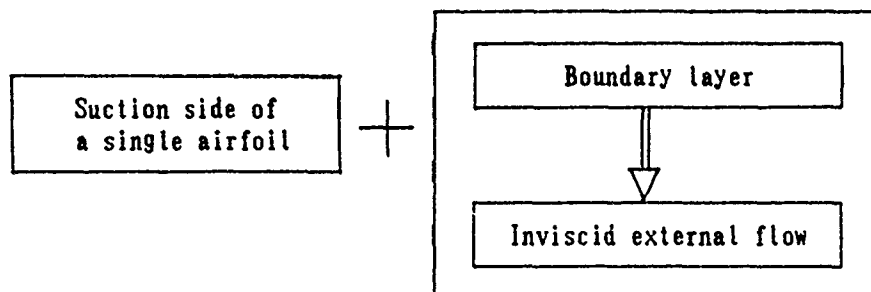 Suction side of
a single airfoil
Boundary layer
Inviscid external flow